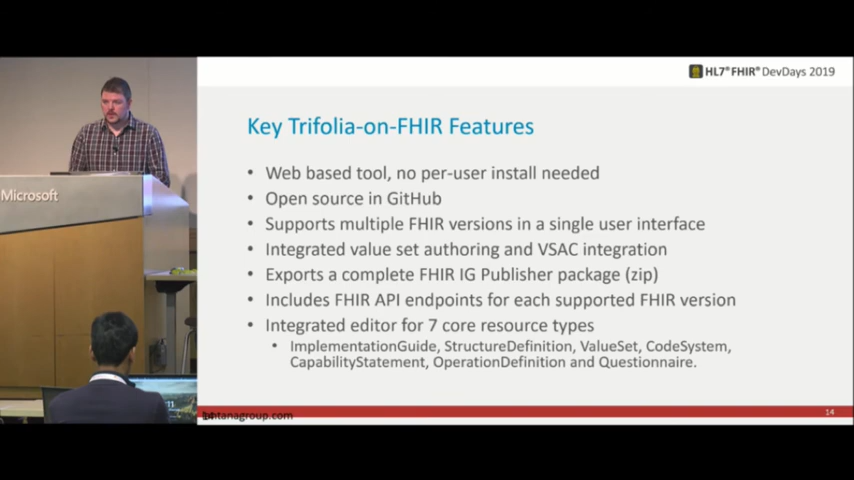 HL7® FHIR® DevDays 2019
Key Trifolia-on-FHIR Features
Microsoft
• Web based tool, no per-user install needed
• Open source in GitHub
• Supports multiple FHIR versions in a single user interface
• Integrated value set authoring and VSAC integration
• Exports a complete FHIR IG Publisher package (zip)
• Includes FHIR API endpoints for each supported FHIR version
• Integrated editor for 7 core resource types
• ImplementationGuide, StructureDefinition, ValueSet, CodeSystem,
CapabilityStatement, OperationDefinition and Questionnaire.
14